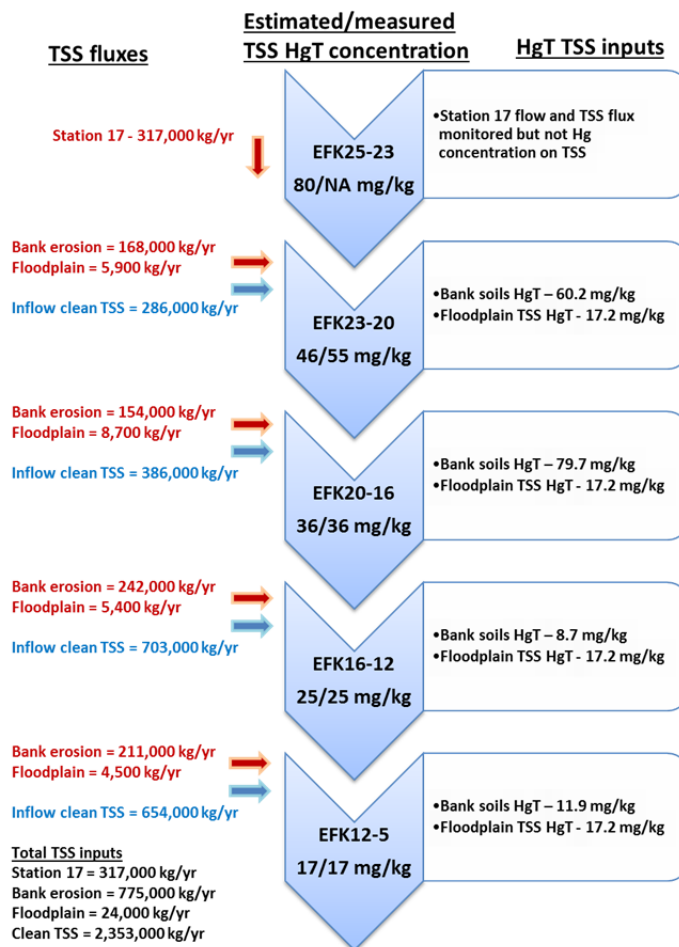 Estimated/measured
TSS fluxes
TSS HgT concentration
HgT TSS inputs
Station 17 - 317,000 kg/yr
EFK25-23
80/NA mg/kg
•Station 17 flow and TSS flux
monitored but not Hg
concentration on TSS
Bank erosion = 168,000 kg/yr
Floodplain = 5,900 kg/yr
Inflow clean TSS = 286,000 kg/yr
EFK23-20
46/55 mg/kg
•Bank soils HgT – 60.2 mg/kg
•Floodplain TSS HgT - 17.2 mg/kg
Bank erosion = 154,000 kg/yr
Floodplain = 8,700 kg/yr
Inflow clean TSS = 386,000 kg/yr
EFK20-16
36/36 mg/kg
•Bank soils HgT – 79.7 mg/kg
•Floodplain TSS HgT - 17.2 mg/kg
Bank erosion = 242,000 kg/yr
Floodplain = 5,400 kg/yr
Inflow clean TSS = 703,000 kg/yr
EFK16-12
25/25 mg/kg
•Bank soils HgT – 8.7 mg/kg
•Floodplain TSS HgT - 17.2 mg/kg
Bank erosion = 211,000 kg/yr
Floodplain = 4,500 kg/yr
Inflow clean TSS = 654,000 kg/yr
EFK12-5
17/17 mg/kg
•Bank soils HgT – 11.9 mg/kg
•Floodplain TSS HgT - 17.2 mg/kg
Total TSS inputs
Station 17 = 317,000 kg/yr
Bank erosion = 775,000 kg/yr
Floodplain = 24,000 kg/yr
Clean TSS = 2,353,000 kg/yr